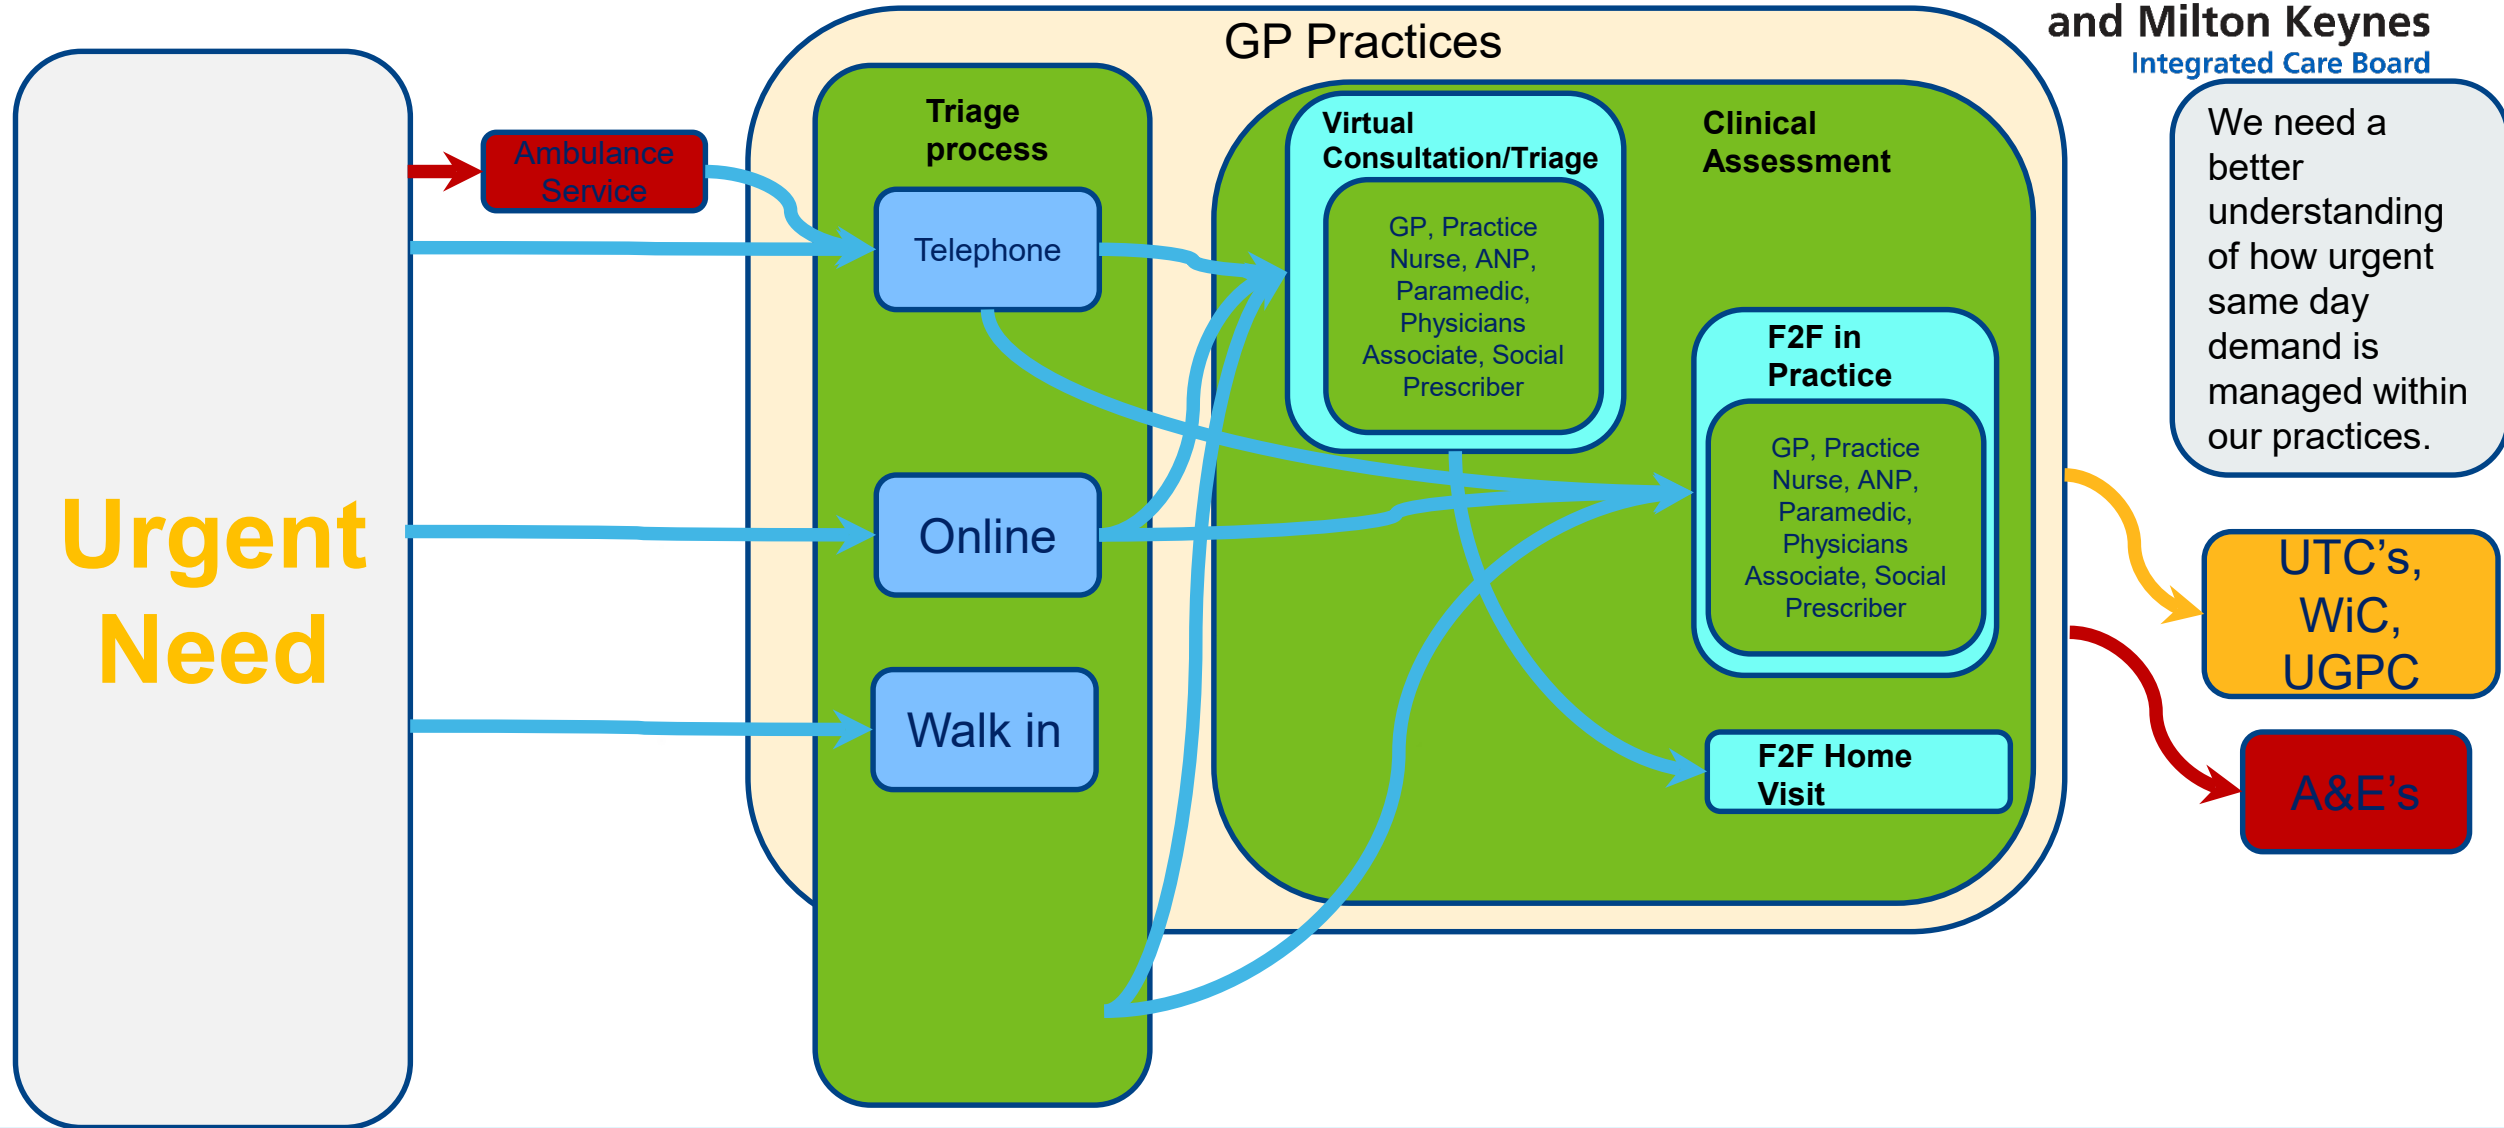 GP Practices
and Milton Keynes
Integrated Care Board
Urgent
Need
Ambulance
Service
Triage
process
Telephone
Online
Walk in
Virtual
Consultation/Triage
GP, Practice
Nurse, ANP,
Paramedic,
Physicians
Associate, Social
Prescriber
Clinical
Assessment
F2F in
Practice
GP, Practice
Nurse, ANP,
Paramedic,
Physicians
Associate, Social
Prescriber
F2F Home
Visit
We need a
better
understanding
of how urgent
same day
demand is
managed within
our practices.
UTC’s,
WiC,
UGPC
A&E’s